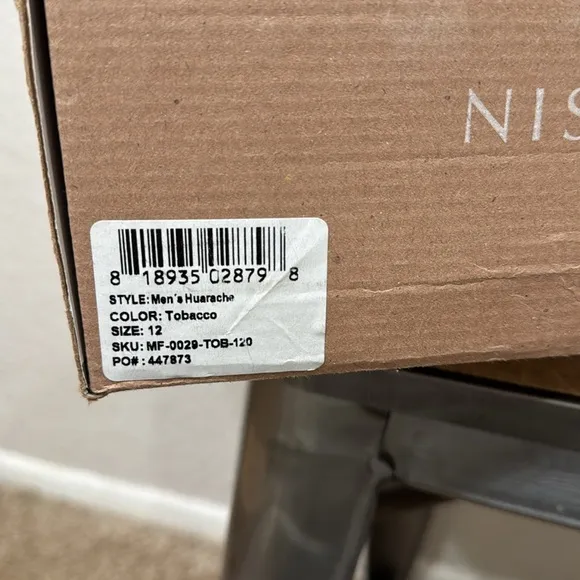 NIS
8 18935 02879 8
STYLE: Men's Huarache
COLOR: Tobacco
SIZE: 12
SKU: MF-0029-TOB-120
PO#: 447873